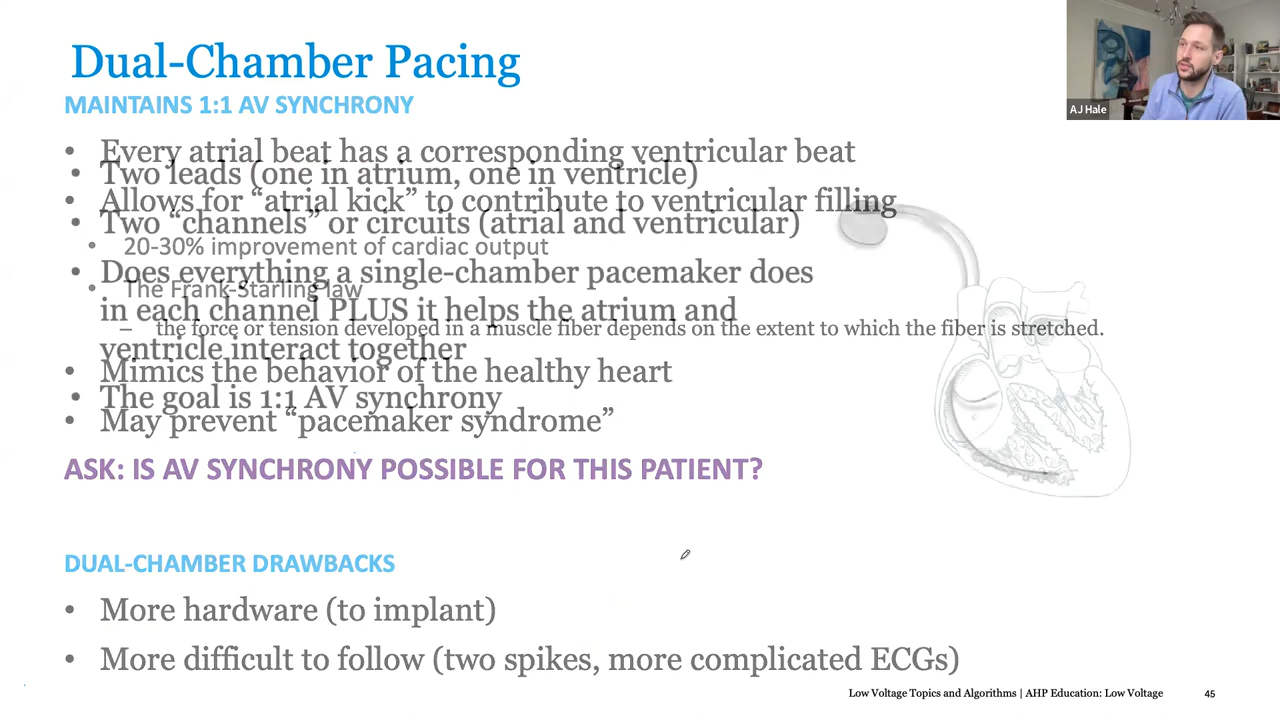 Dual-Chamber Pacing
MAINTAINS 1:1 AV SYNCHRONY
• Every atrial beat has a corresponding ventricular beat
• Two leads (one in atrium, one in ventricle)
• Allows for “atrial kick” to contribute to ventricular filling
• Two “channels” or circuits (atrial and ventricular)
• 20-30% improvement of cardiac output
• Does everything a single-chamber pacemaker does
• The Frank-Starling law
in each channel PLUS it helps the atrium and
– the force or tension developed in a muscle fiber depends on the extent to which the fiber is stretched.
ventricle interact together
• Mimics the behavior of the healthy heart
• The goal is 1:1 AV synchrony
• May prevent “pacemaker syndrome”
ASK: IS AV SYNCHRONY POSSIBLE FOR THIS PATIENT?
DUAL-CHAMBER DRAWBACKS
• More hardware (to implant)
• More difficult to follow (two spikes, more complicated ECGs)
Low Voltage Topics and Algorithms | AHP Education: Low Voltage 45
AJ Hale